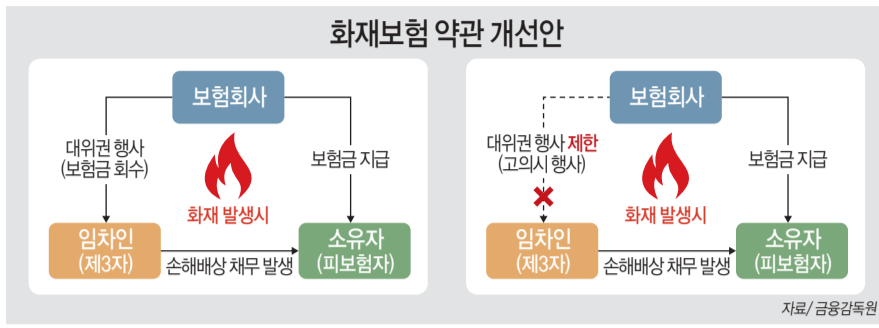 화재보험 약관 개선안
보험회사
대위권 행사
(보험금 회수)
보험금 지급
화재 발생시
임차인
(제3자)
손해배상 채무 발생
소유자
(피보험자)
보험회사
대위권 행사 제한
(고의시 행사)
보험금 지급
화재 발생시
임차인
(제3자)
손해배상 채무 발생
소유자
(피보험자)
자료/ 금융감독원